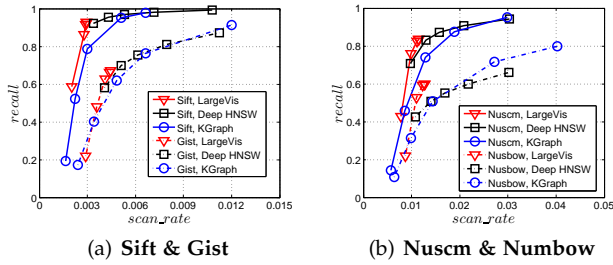 recall
1
0.8
0.6
0.4
0.2
0
0
0.003
0.006
0.009
0.012
0.015
scan_rate
Sift, LargeVis
Sift, Deep HNSW
Sift, KGraph
Gist, LargeVis
Gist, Deep HNSW
Gist, KGraph
(a) Sift & Gist
recall
1
0.8
0.6
0.4
0.2
0
0
0.01
0.02
0.03
0.04
0.05
scan_rate
Nuscm, LargeVis
Nuscm, Deep HNSW
Nuscm, KGraph
Nusbow, LargeVis
Nusbow, Deep HNSW
Nusbow, KGraph
(b) Nuscm & Numbow